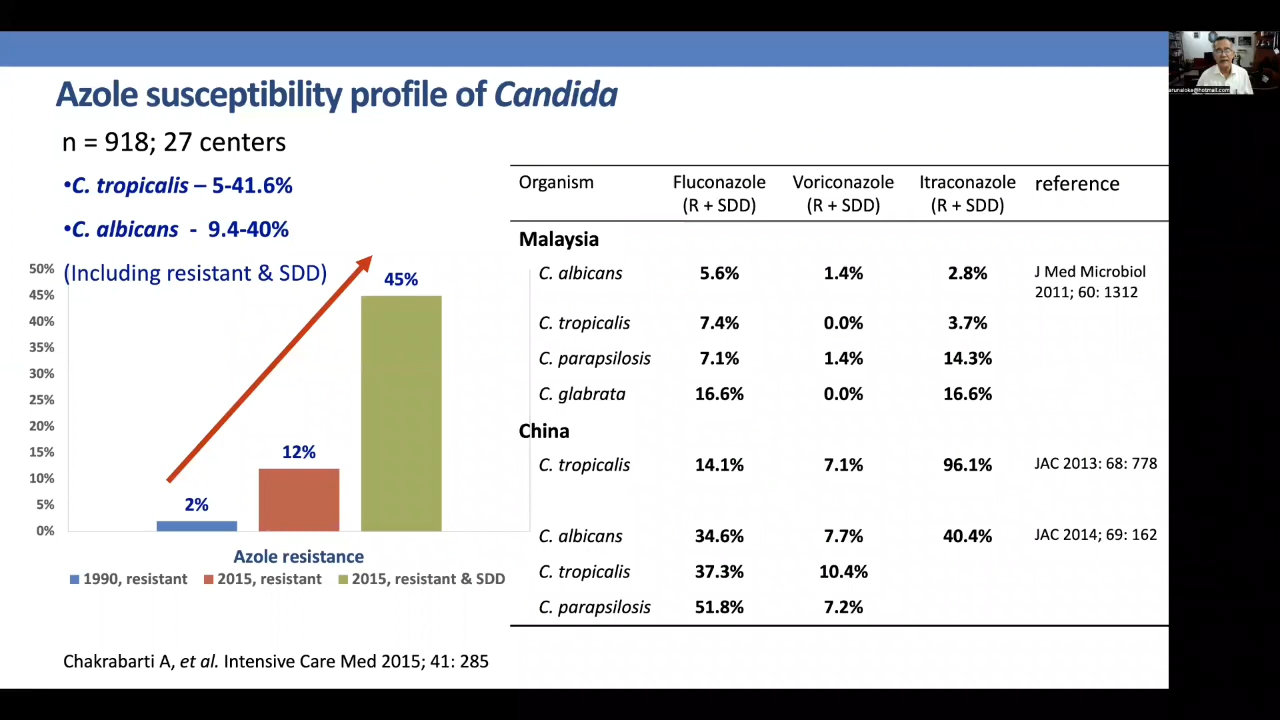 Azole susceptibility profile of Candida
n = 918; 27 centers
•C. tropicalis – 5-41.6%
•C. albicans - 9.4-40%
(Including resistant & SDD)
50%
45%
40%
35%
30%
25%
20%
15%
10%
5%
0%
2%
12%
45%
Azole resistance
1990, resistant 2015, resistant 2015, resistant & SDD
Chakrabarti A, et al. Intensive Care Med 2015; 41: 285
Organism Fluconazole Voriconazole Itraconazole reference
(R + SDD) (R + SDD) (R + SDD)
Malaysia
C. albicans 5.6% 1.4% 2.8% J Med Microbiol
2011; 60: 1312
C. tropicalis 7.4% 0.0% 3.7%
C. parapsilosis 7.1% 1.4% 14.3%
C. glabrata 16.6% 0.0% 16.6%
China
C. tropicalis 14.1% 7.1% 96.1% JAC 2013: 68: 778
C. albicans 34.6% 7.7% 40.4% JAC 2014; 69: 162
C. tropicalis 37.3% 10.4%
C. parapsilosis 51.8% 7.2%
arunaloke@hotmail.com